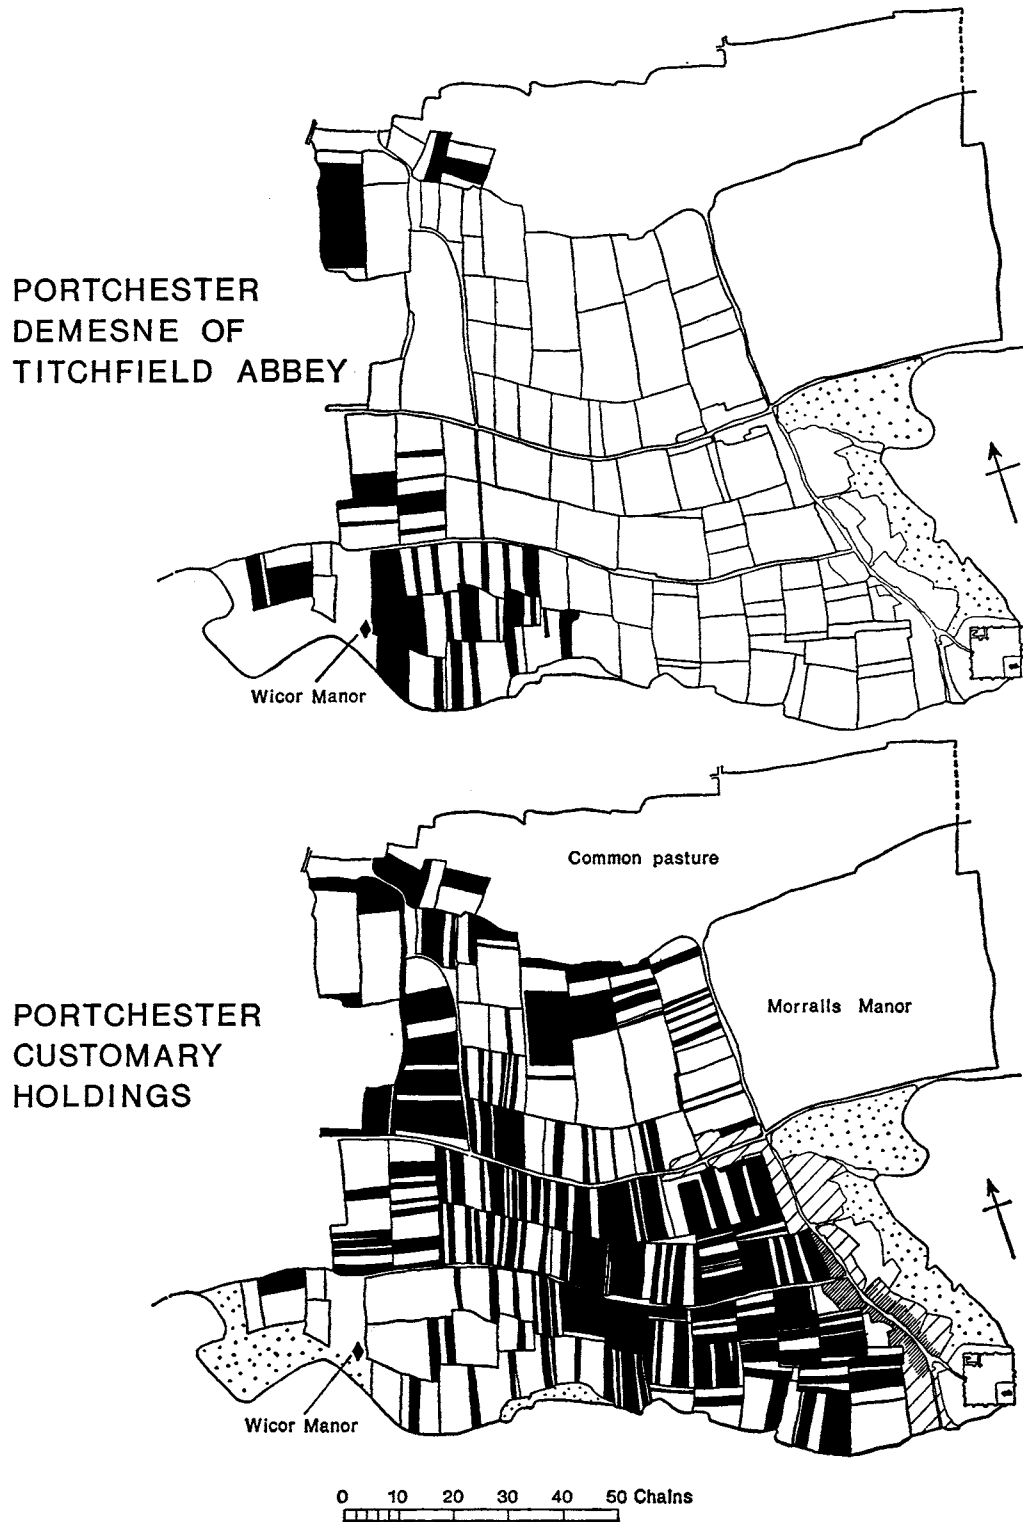 PORTCHESTER
DEMESNE OF
TITCHFIELD ABBEY
Wicor Manor
Common pasture
Morralls Manor
PORTCHESTER
CUSTOMARY
HOLDINGS
Wicor Manor
0 10 20 30 40 50 Chains